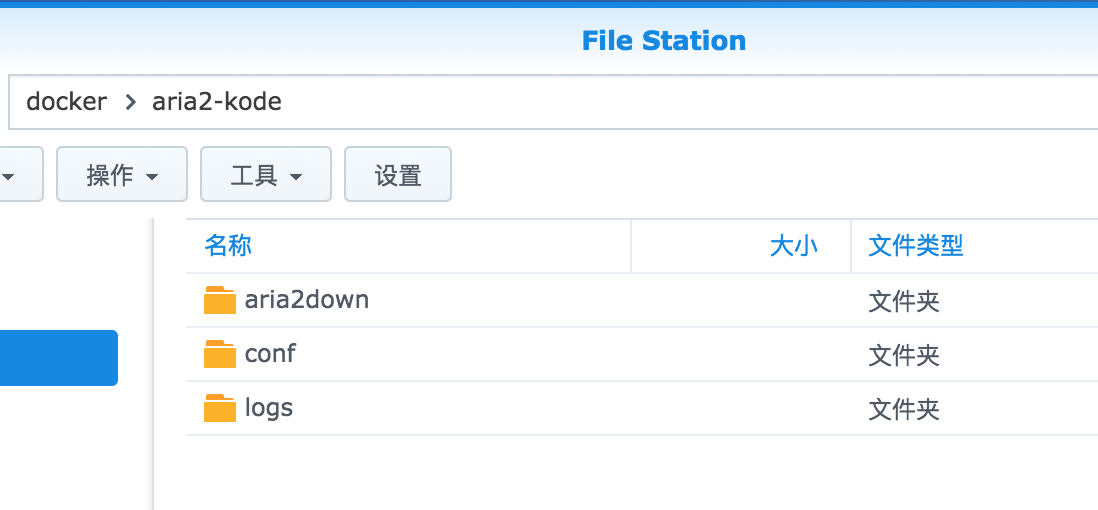 File Station
docker > aria2-kode
操作 工具 设置
名称 大小 文件类型
aria2down 文件夹
conf 文件夹
logs 文件夹